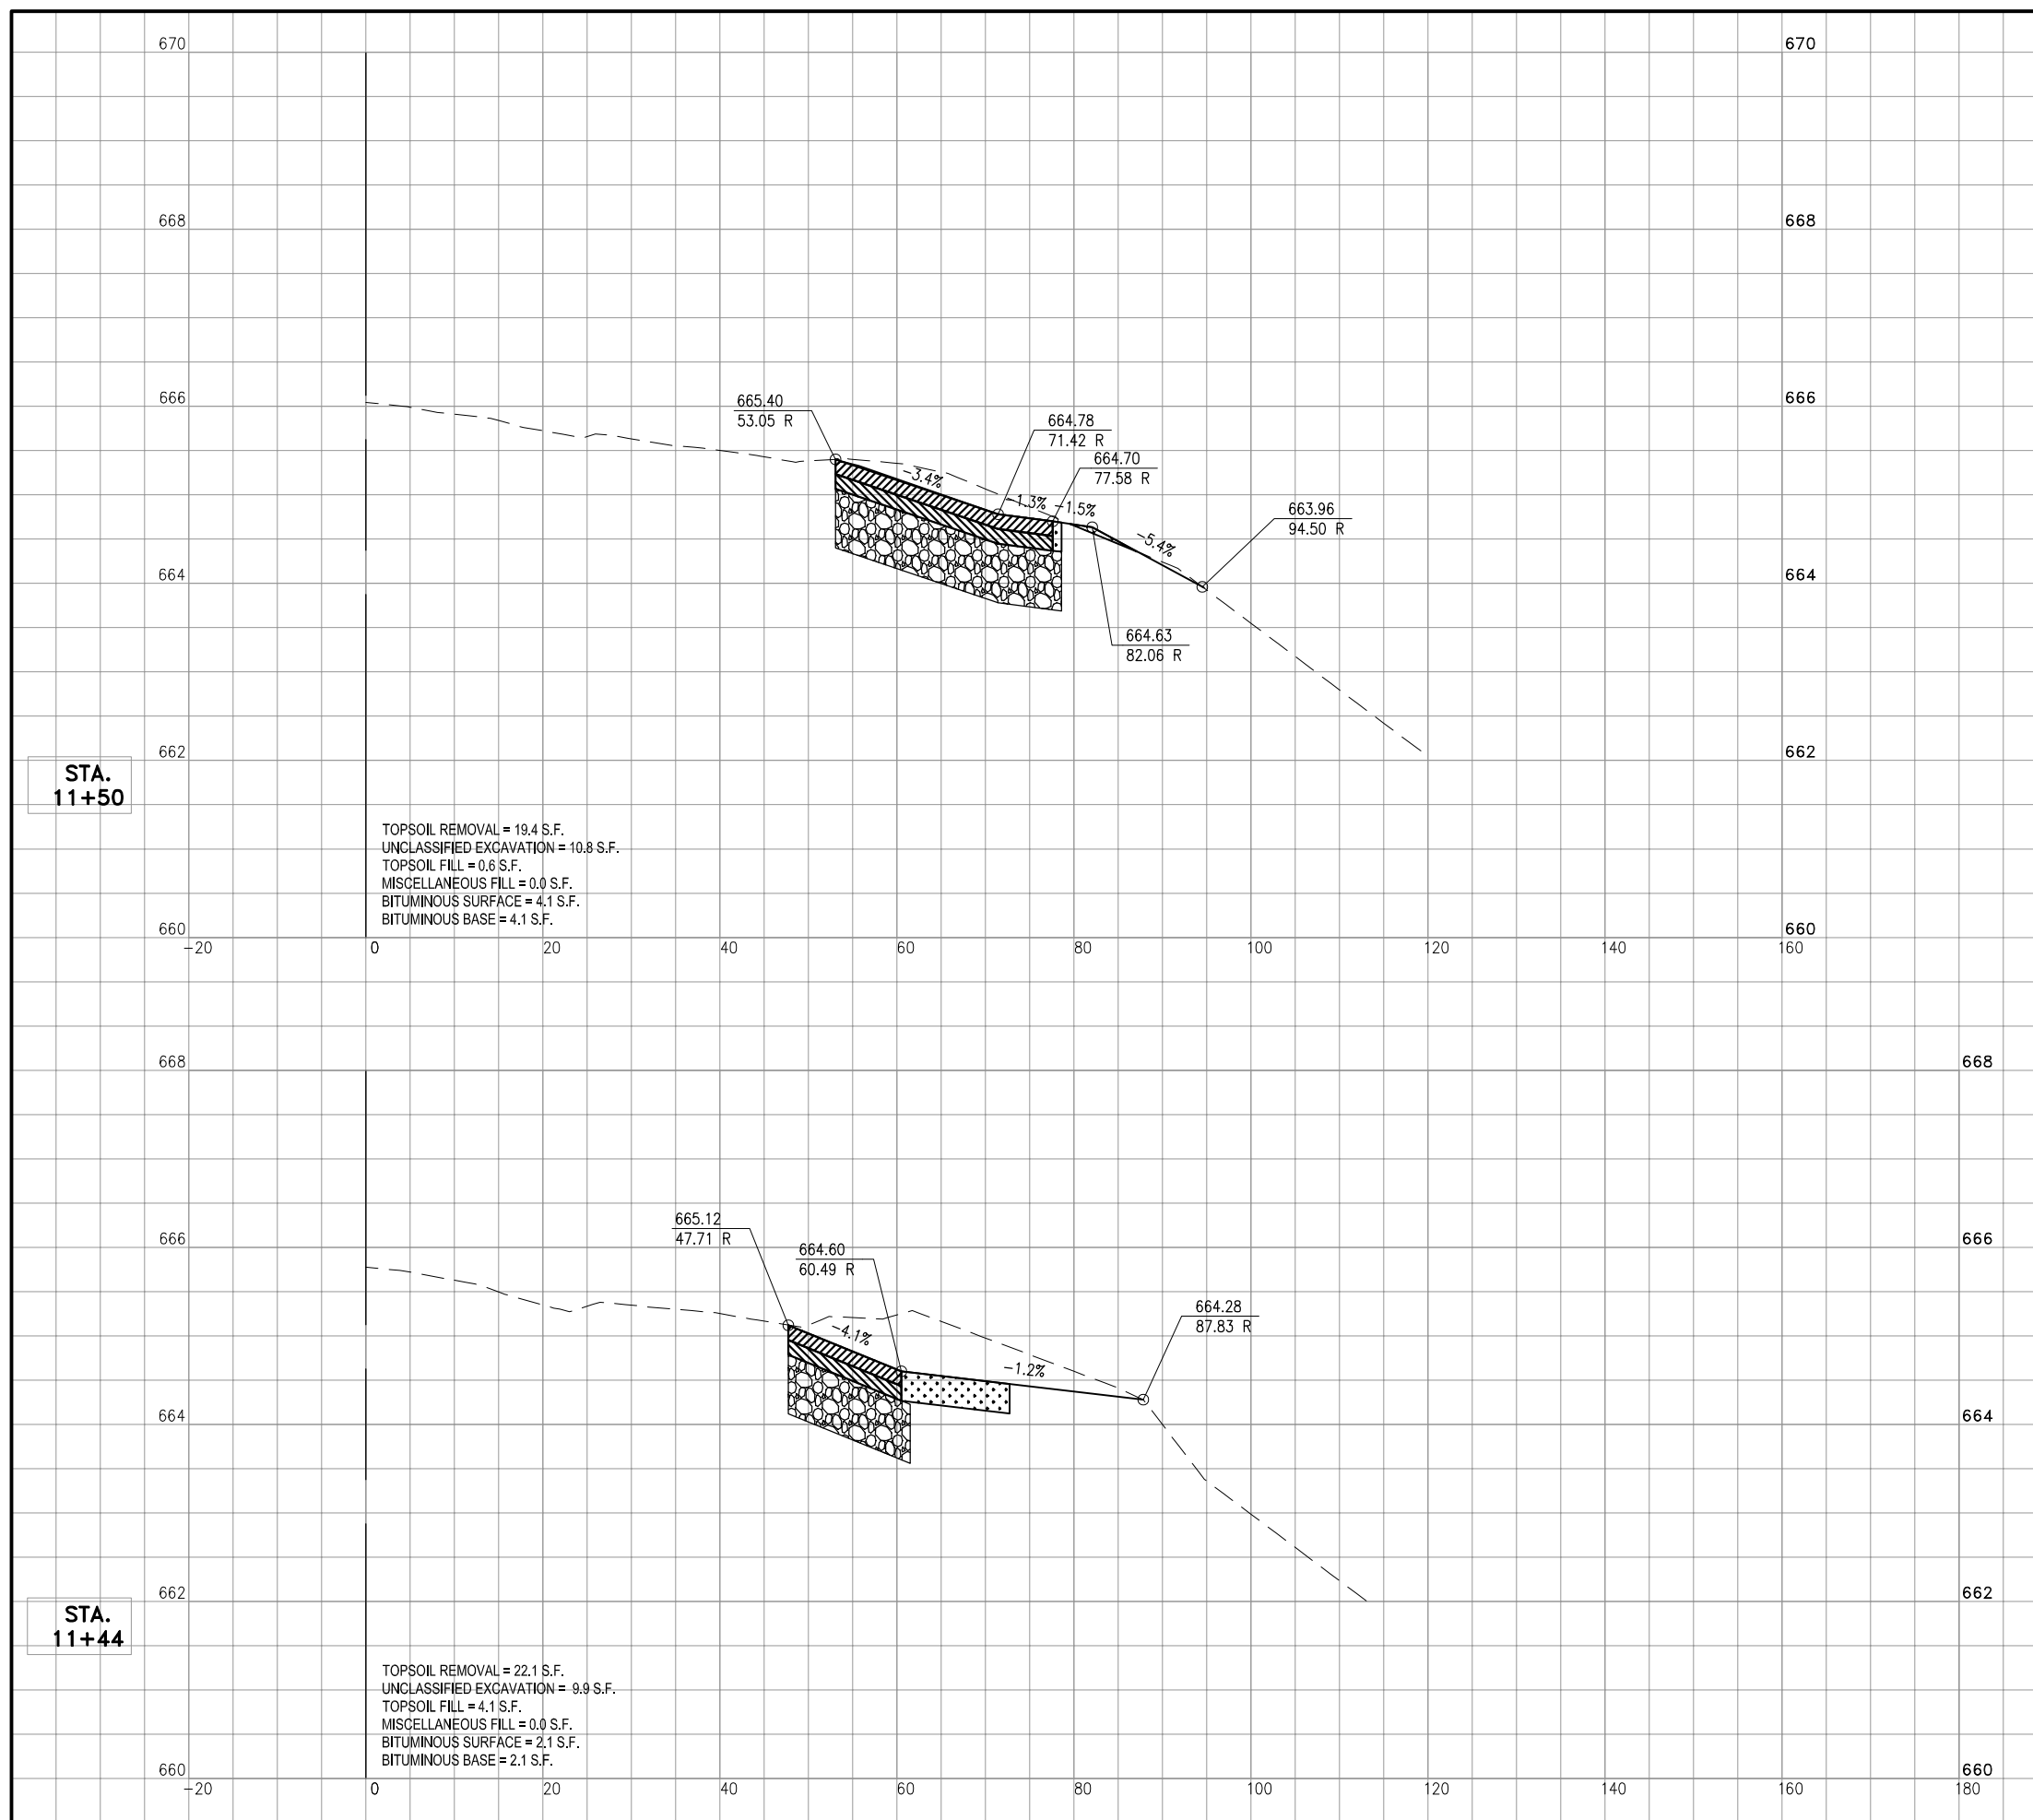 670 670
668 668
666 666
665.40
53.05 R
664.78
71.42 R
664.70
77.58 R
-3.4%
-1.3%
-1.5%
-5.4%
663.96
94.50 R
664 664
664.63
82.06 R
662 662
STA.
11+50
TOPSOIL REMOVAL = 19.4 S.F.
UNCLASSIFIED EXCAVATION = 10.8 S.F.
TOPSOIL FILL = 0.6 S.F.
MISCELLANEOUS FILL = 0.0 S.F.
BITUMINOUS SURFACE = 4.1 S.F.
BITUMINOUS BASE = 4.1 S.F.
660 660
-20 0 20 40 60 80 100 120 140 160
668 668
665.12
47.71 R
666 666
664.60
60.49 R
664.28
87.83 R
-4.1%
-1.2%
664 664
662 662
STA.
11+44
TOPSOIL REMOVAL = 22.1 S.F.
UNCLASSIFIED EXCAVATION = 9.9 S.F.
TOPSOIL FILL = 4.1 S.F.
MISCELLANEOUS FILL = 0.0 S.F.
BITUMINOUS SURFACE = 2.1 S.F.
BITUMINOUS BASE = 2.1 S.F.
660 660
-20 0 20 40 60 80 100 120 140 160 180